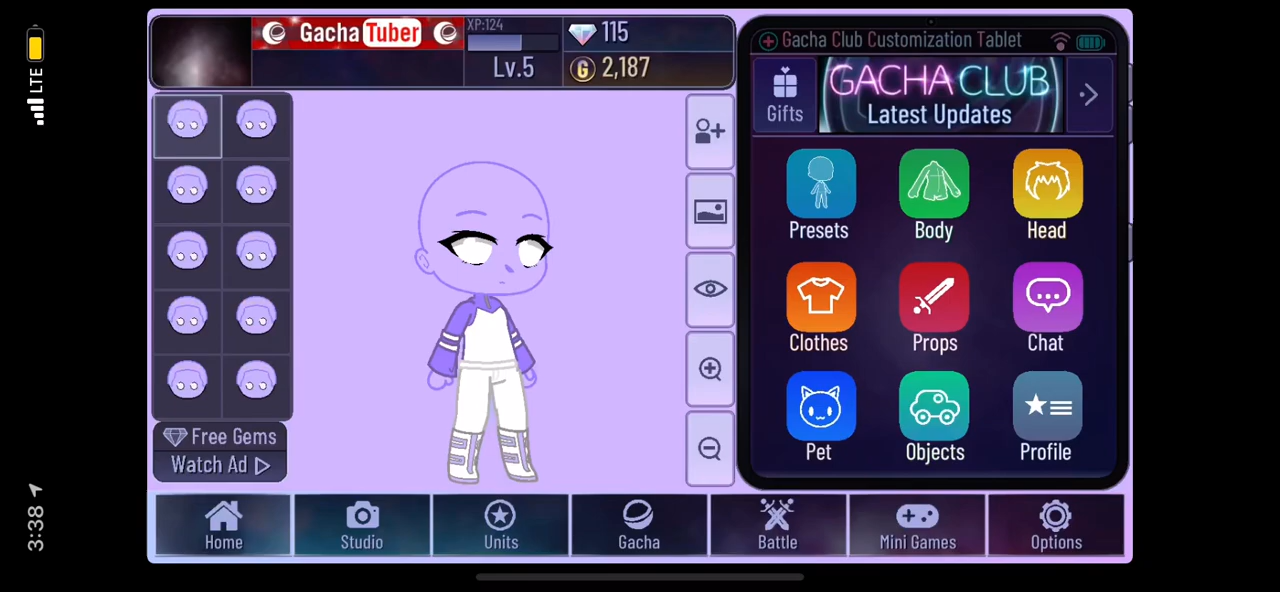 LTE
3:38
Gacha Tuber
XP:124
Lv.5
115
G 2,187
Gacha Club Customization Tablet
Gifts
GACHA CLUB
Latest Updates
Presets
Body
Head
Clothes
Props
Chat
Pet
Objects
Profile
Free Gems
Watch Ad
Home
Studio
Units
Gacha
Battle
Mini Games
Options